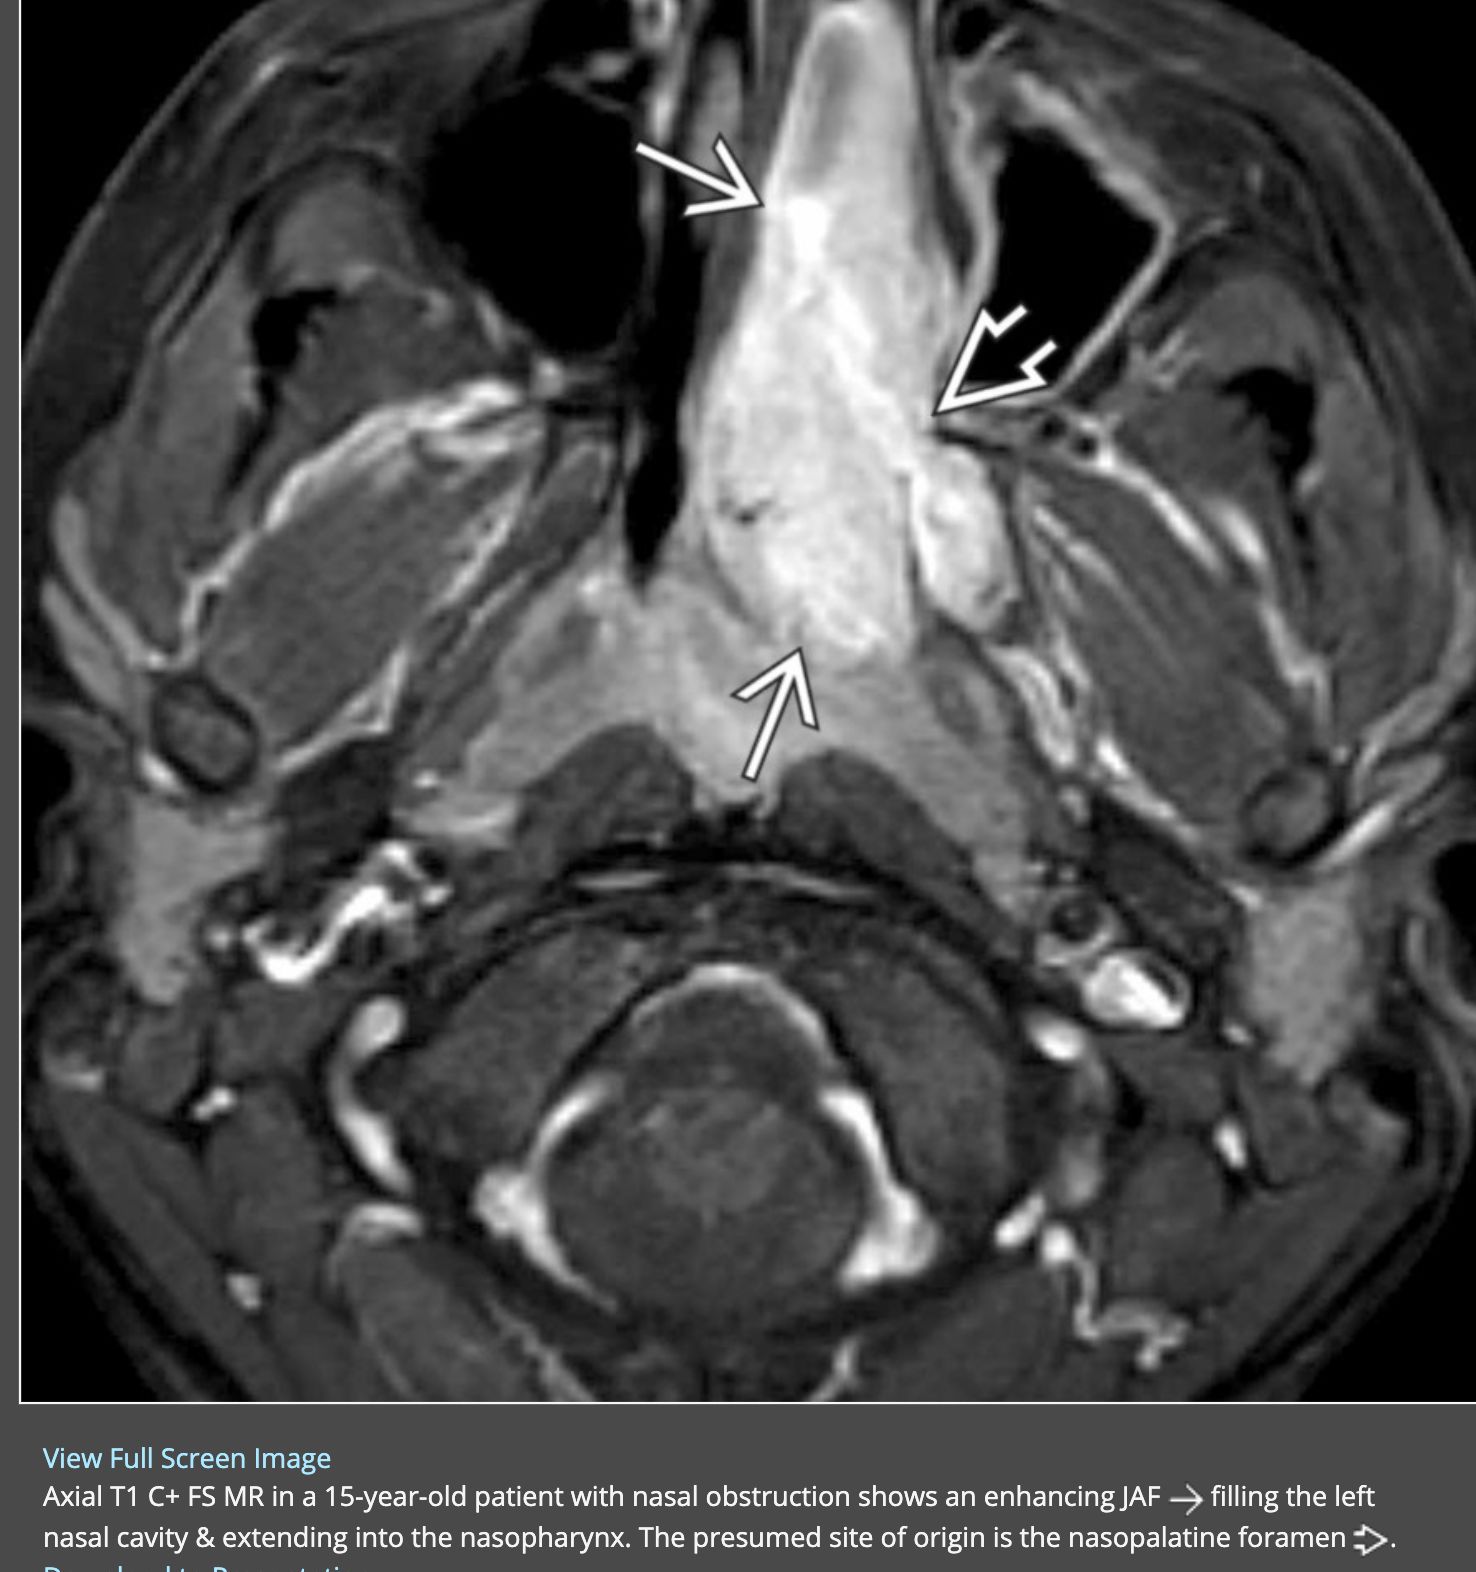 View Full Screen Image
Axial T1 C+ FS MR in a 15-year-old patient with nasal obstruction shows an enhancing JAF → filling the left
nasal cavity & extending into the nasopharynx. The presumed site of origin is the nasopalatine foramen ⇨.